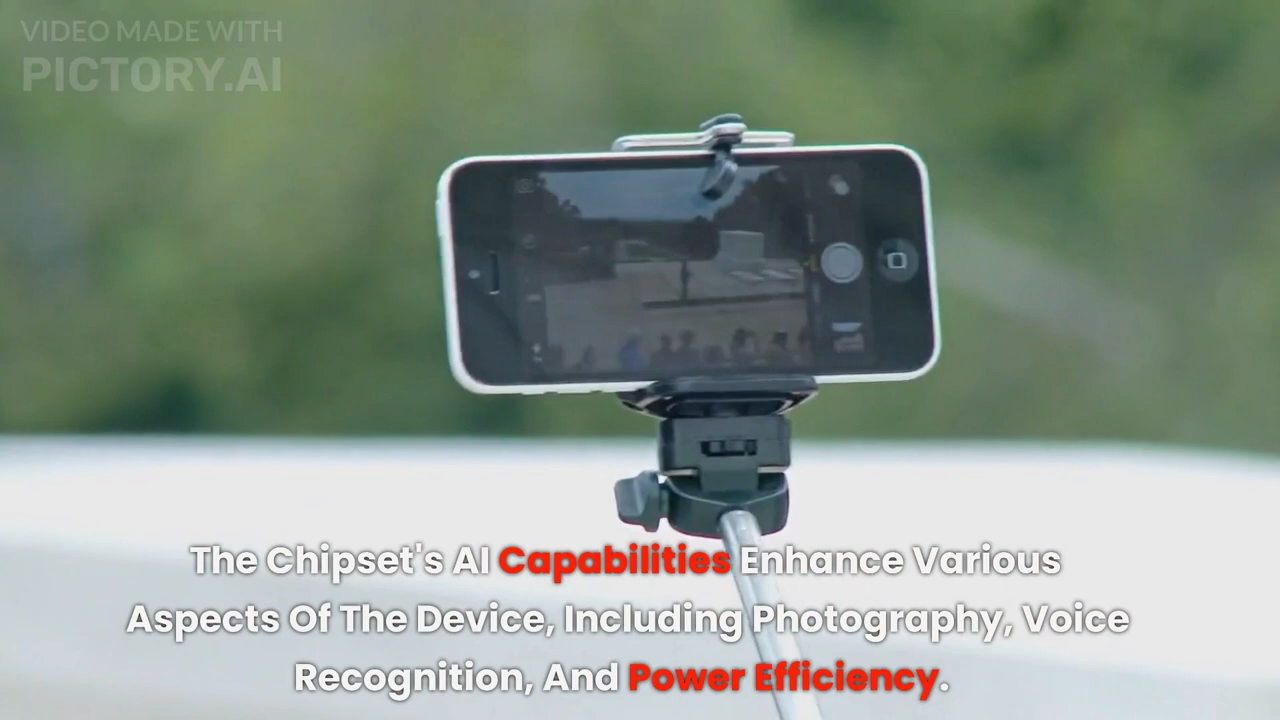 VIDEO MADE WITH
PICTORY.AI
The Chipset's AI Capabilities Enhance Various
Aspects Of The Device, Including Photography, Voice
Recognition, And Power Efficiency.